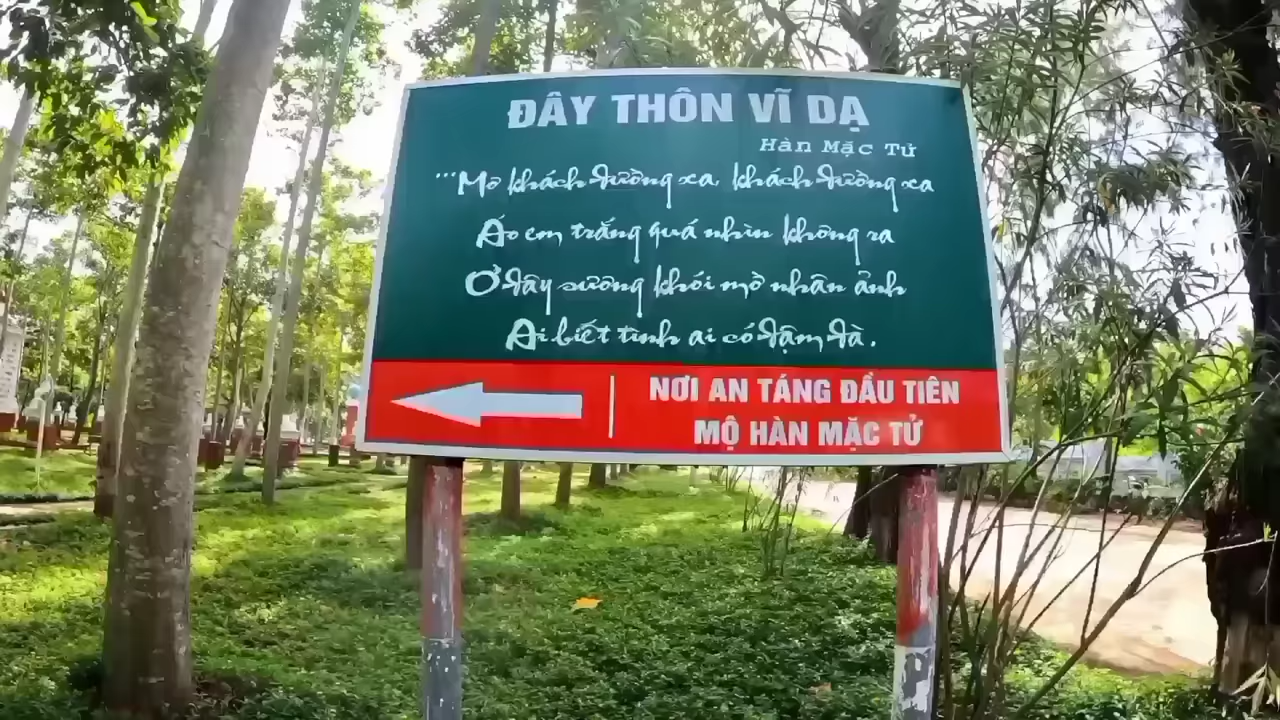 ĐÂY THÔN VĨ DẠ
Hàn Mặc Tử
...Mơ khách đường xa, khách đường xa
Áo em trắng quá nhìn không ra
Ở đây sương khói mờ nhân ảnh
Ai biết tình ai có đậm đà.
NƠI AN TÁNG ĐẦU TIÊN
MỘ HÀN MẶC TỬ